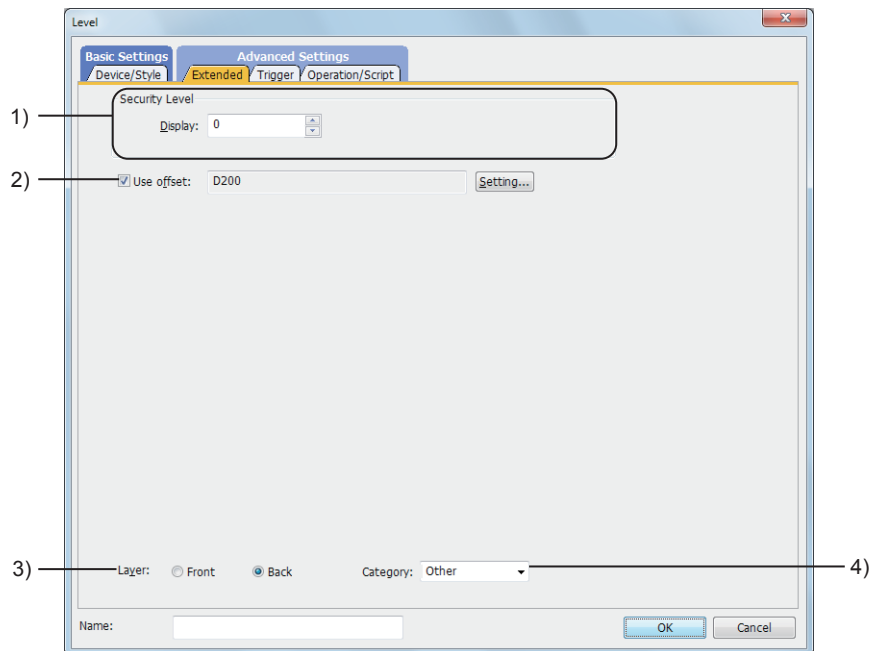 Level
Basic Settings
Advanced Settings
Device/Style
Extended
Trigger
Operation/Script
1)
Security Level
Display: 0
2)
Use offset: D200 Setting...
3)
Layer: Front Back Category: Other
4)
Name: OK Cancel